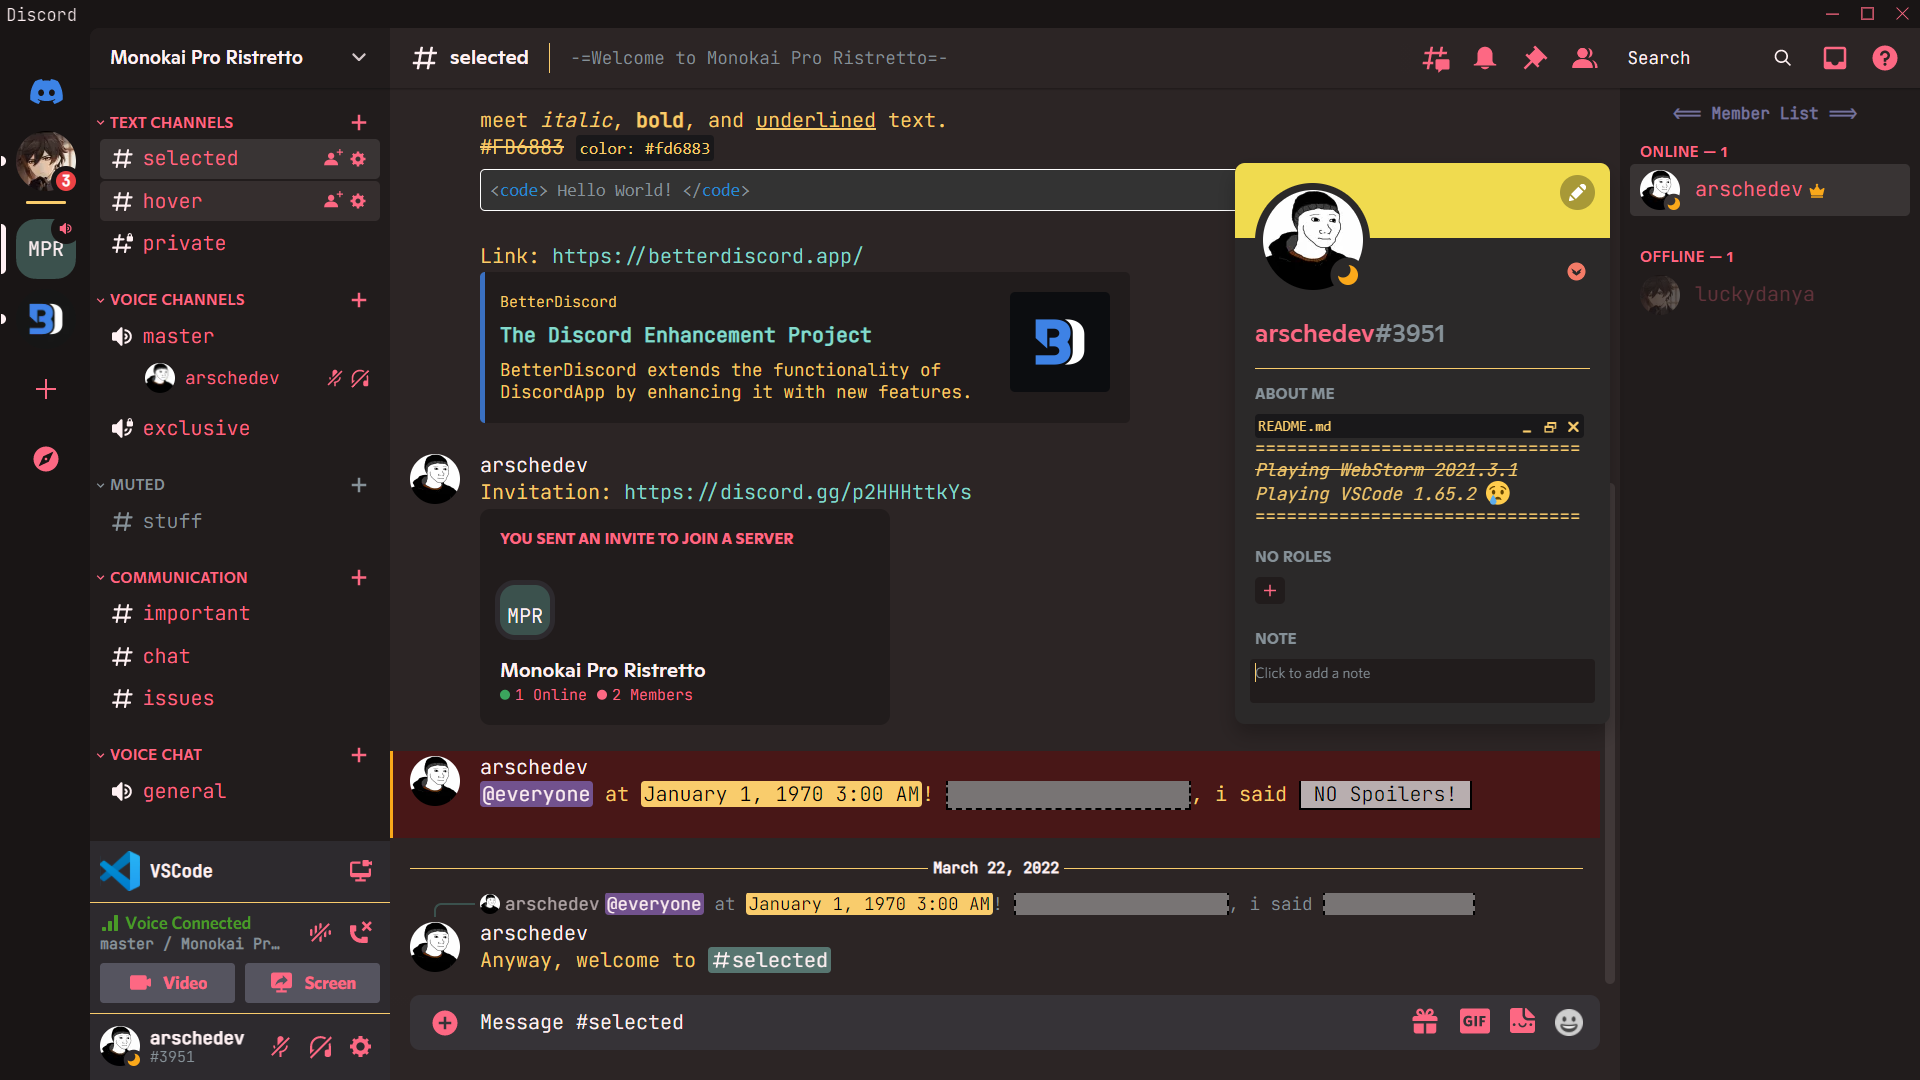 Discord
Monokai Pro Ristretto
selected
-=Welcome to Monokai Pro Ristretto=-
Search
3
MPR
TEXT CHANNELS
selected
hover
private
VOICE CHANNELS
master
arschedev
exclusive
MUTED
stuff
COMMUNICATION
important
chat
issues
VOICE CHAT
general
VSCode
Voice Connected
master / Monokai Pr…
Video
Screen
arschedev
#3951
meet italic, bold, and underlined text.
#FD6883 color: #fd6883
<code> Hello World! </code>
Link: https://betterdiscord.app/
BetterDiscord
The Discord Enhancement Project
BetterDiscord extends the functionality of
DiscordApp by enhancing it with new features.
arschedev
Invitation: https://discord.gg/p2HHHttkYs
YOU SENT AN INVITE TO JOIN A SERVER
MPR
Monokai Pro Ristretto
1 Online 2 Members
arschedev
@everyone at January 1, 1970 3:00 AM! , i said NO Spoilers!
March 22, 2022
arschedev @everyone at January 1, 1970 3:00 AM! , i said
arschedev
Anyway, welcome to #selected
Message #selected
GIF
arschedev#3951
ABOUT ME
README.md
===============================
Playing WebStorm 2021.3.1
Playing VSCode 1.65.2 😢
===============================
NO ROLES
NOTE
Click to add a note
<== Member List ==>
ONLINE — 1
arschedev
OFFLINE — 1
luckydanya